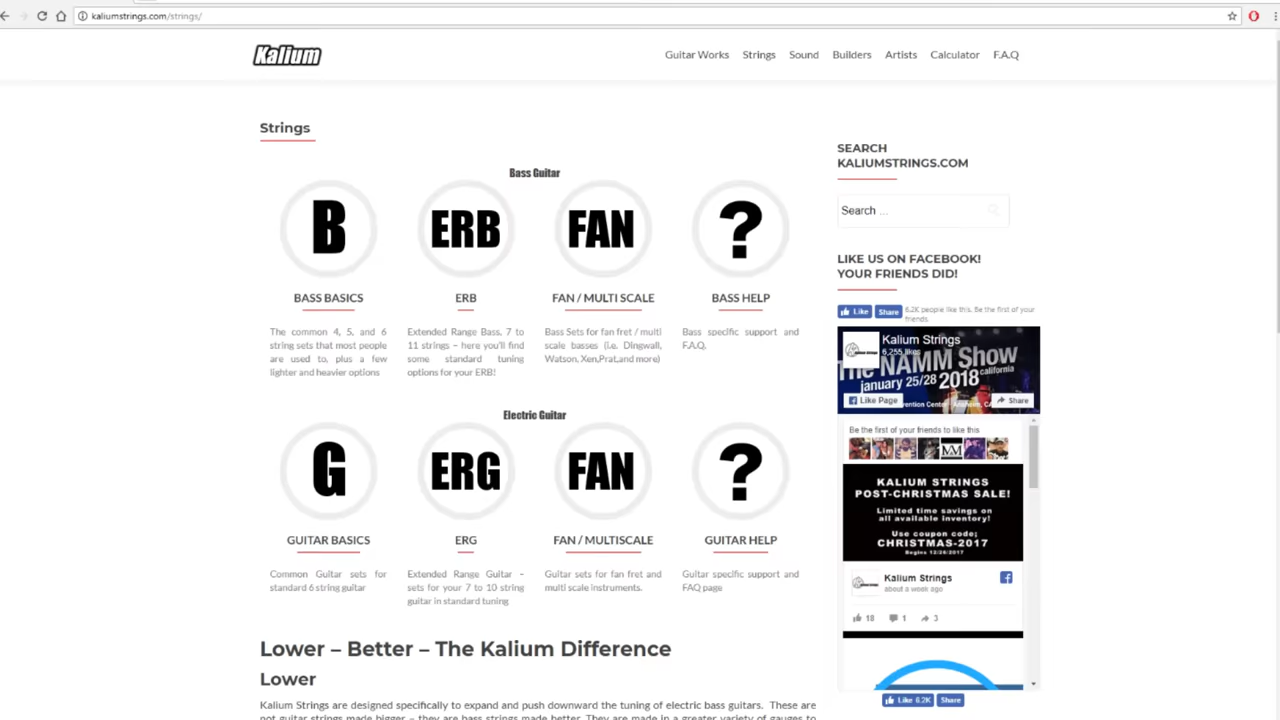 kaliumstrings.com/strings/
Kalium
Guitar Works
Strings
Sound
Builders
Artists
Calculator
F.A.Q
Strings
Bass Guitar
B
ERB
FAN
?
BASS BASICS
ERB
FAN / MULTI SCALE
BASS HELP
The common 4, 5, and 6
string sets that most people
are used to, plus a few
lighter and heavier options
Extended Range Bass, 7 to
11 strings – here you'll find
some standard tuning
options for your ERB!
Bass Sets for fan fret / multi
scale basses (i.e. Dingwall,
Watson, Xen,Prat,and more)
Bass specific support and
F.A.Q.
Electric Guitar
G
ERG
FAN
?
GUITAR BASICS
ERG
FAN / MULTISCALE
GUITAR HELP
Common Guitar sets for
standard 6 string guitar
Extended Range Guitar –
sets for your 7 to 10 string
guitar in standard tuning
Guitar sets for fan fret and
multi scale instruments.
Guitar specific support and
FAQ page
Lower – Better – The Kalium Difference
Lower
Kalium Strings are designed specifically to expand and push downward the tuning of electric bass guitars. These are
not guitar strings made bigger – they are bass strings made better. They are made in a greater variety of gauges to
SEARCH
KALIUMSTRINGS.COM
Search ...
LIKE US ON FACEBOOK!
YOUR FRIENDS DID!
Like
Share
6.2K people like this. Be the first of your
friends.
Kalium Strings
6,255 likes
The NAMM Show
january 25/28 2018 california
Like Page
vention Center
Share
Be the first of your friends to like this
KALIUM STRINGS
POST-CHRISTMAS SALE!
Limited time savings on
all available inventory!
Use coupon code;
CHRISTMAS-2017
Begins 12/26/2017
Kalium Strings
about a week ago
18
1
3
Like 6.2K
Share